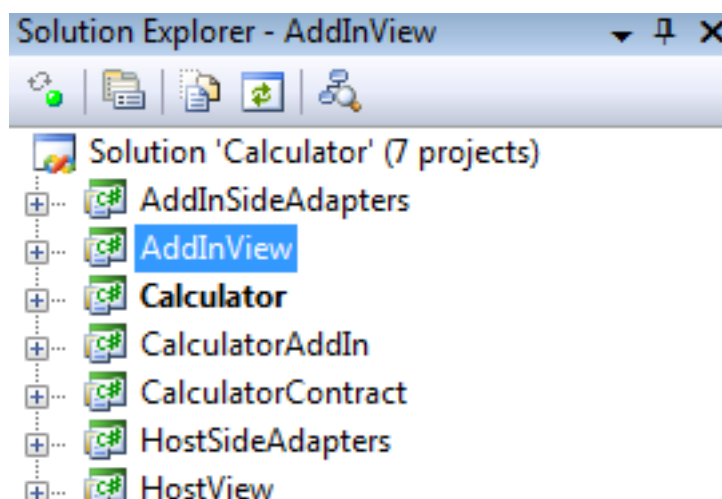 Solution Explorer - AddInView
Solution 'Calculator' (7 projects)
AddInSideAdapters
AddInView
Calculator
CalculatorAddIn
CalculatorContract
HostSideAdapters
HostView